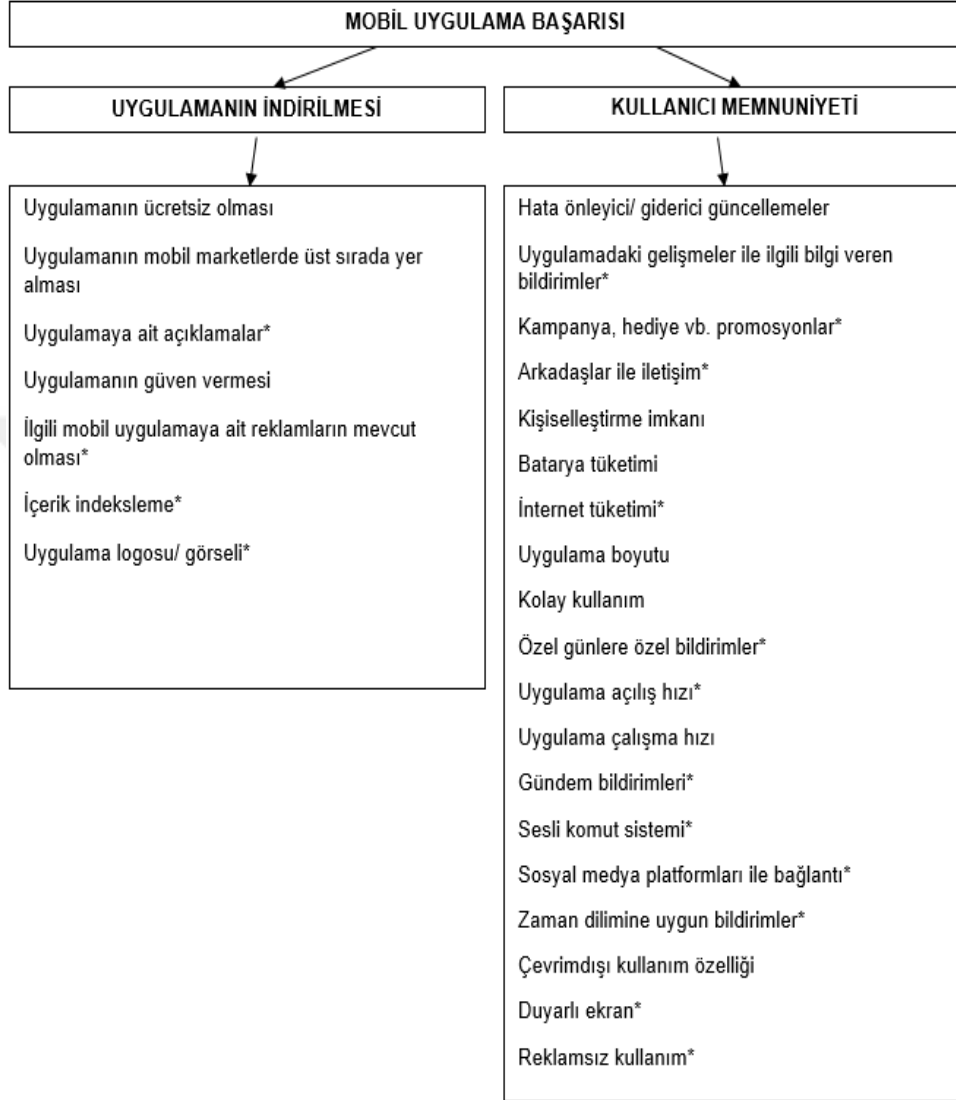 MOBİL UYGULAMA BAŞARISI
UYGULAMANIN İNDİRİLMESİ
Uygulamanın ücretsiz olması
Uygulamanın mobil marketlerde üst sırada yer
alması
Uygulamaya ait açıklamalar*
Uygulamanın güven vermesi
İlgili mobil uygulamaya ait reklamların mevcut
olması*
İçerik indeksleme*
Uygulama logosu/ görseli*
KULLANICI MEMNUNİYETİ
Hata önleyici/ giderici güncellemeler
Uygulamadaki gelişmeler ile ilgili bilgi veren
bildirimler*
Kampanya, hediye vb. promosyonlar*
Arkadaşlar ile iletişim*
Kişiselleştirme imkanı
Batarya tüketimi
İnternet tüketimi*
Uygulama boyutu
Kolay kullanım
Özel günlere özel bildirimler*
Uygulama açılış hızı*
Uygulama çalışma hızı
Gündem bildirimleri*
Sesli komut sistemi*
Sosyal medya platformları ile bağlantı*
Zaman dilimine uygun bildirimler*
Çevrimdışı kullanım özelliği
Duyarlı ekran*
Reklamsız kullanım*